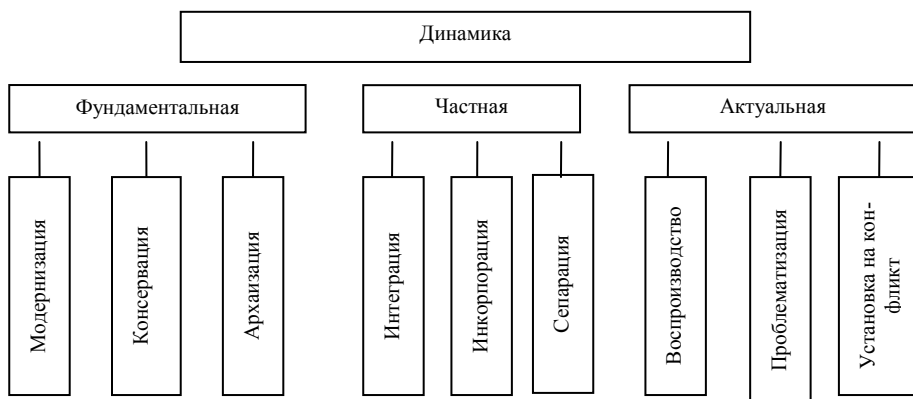 Динамика
Фундаментальная
Частная
Актуальная
Модернизация
Консервация
Архаизация
Интеграция
Инкорпорация
Сепарация
Воспроизводство
Проблематизация
Установка на кон-
фликт